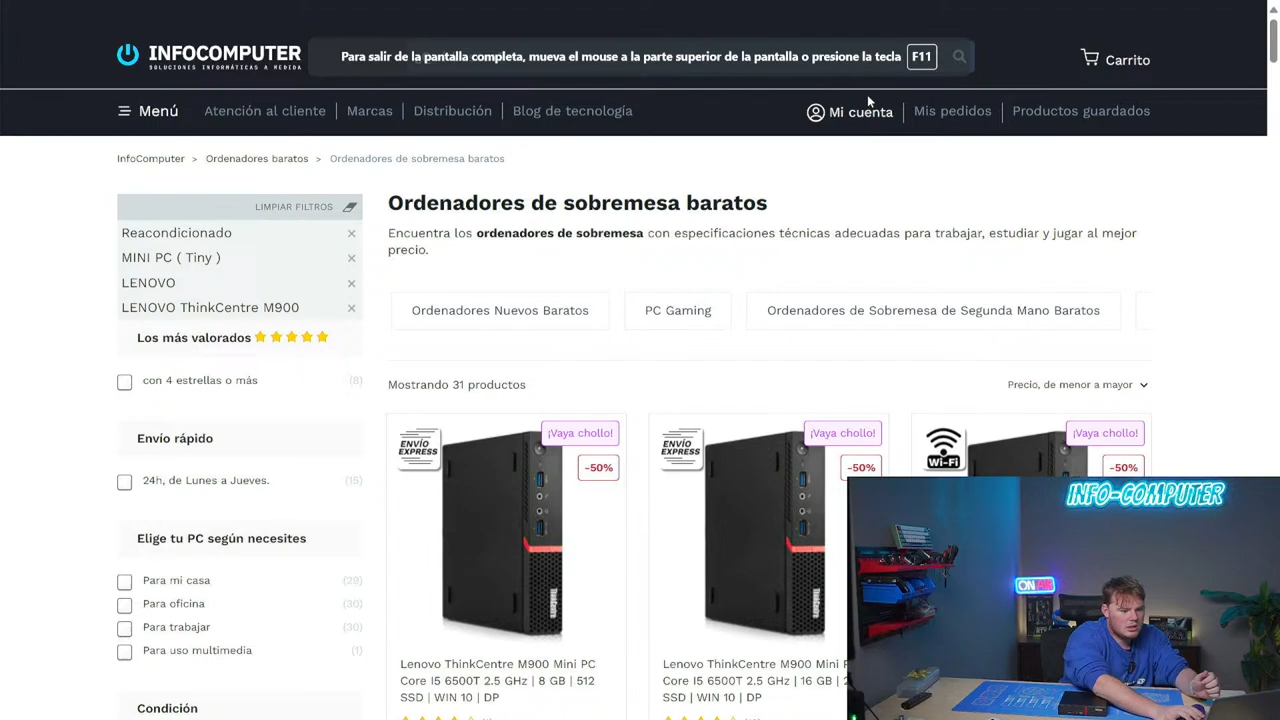 INFOCOMPUTER
SOLUCIONES INFORMÁTICAS A MEDIDA
Para salir de la pantalla completa, mueva el mouse a la parte superior de la pantalla o presione la tecla F11
Carrito
Menú
Atención al cliente
Marcas
Distribución
Blog de tecnología
Mi cuenta
Mis pedidos
Productos guardados
InfoComputer > Ordenadores baratos > Ordenadores de sobremesa baratos
LIMPIAR FILTROS
Reacondicionado ×
MINI PC ( Tiny ) ×
LENOVO ×
LENOVO ThinkCentre M900 ×
Los más valorados
con 4 estrellas o más (8)
Envío rápido
24h, de Lunes a Jueves. (15)
Elige tu PC según necesites
Para mi casa (29)
Para oficina (30)
Para trabajar (30)
Para uso multimedia (1)
Condición
Ordenadores de sobremesa baratos
Encuentra los ordenadores de sobremesa con especificaciones técnicas adecuadas para trabajar, estudiar y jugar al mejor
precio.
Ordenadores Nuevos Baratos
PC Gaming
Ordenadores de Sobremesa de Segunda Mano Baratos
Mostrando 31 productos
Precio, de menor a mayor
ENVÍO
EXPRESS
¡Vaya chollo!
-50%
ThinkCentre
Lenovo ThinkCentre M900 Mini PC
Core I5 6500T 2.5 GHz | 8 GB | 512
SSD | WIN 10 | DP
ENVÍO
EXPRESS
¡Vaya chollo!
-50%
ThinkCentre
Lenovo ThinkCentre M900 Mini
Core I5 6500T 2.5 GHz | 16 GB |
SSD | WIN 10 | DP
Wi-Fi
¡Vaya chollo!
-50%
INFO-COMPUTER
ON AIR